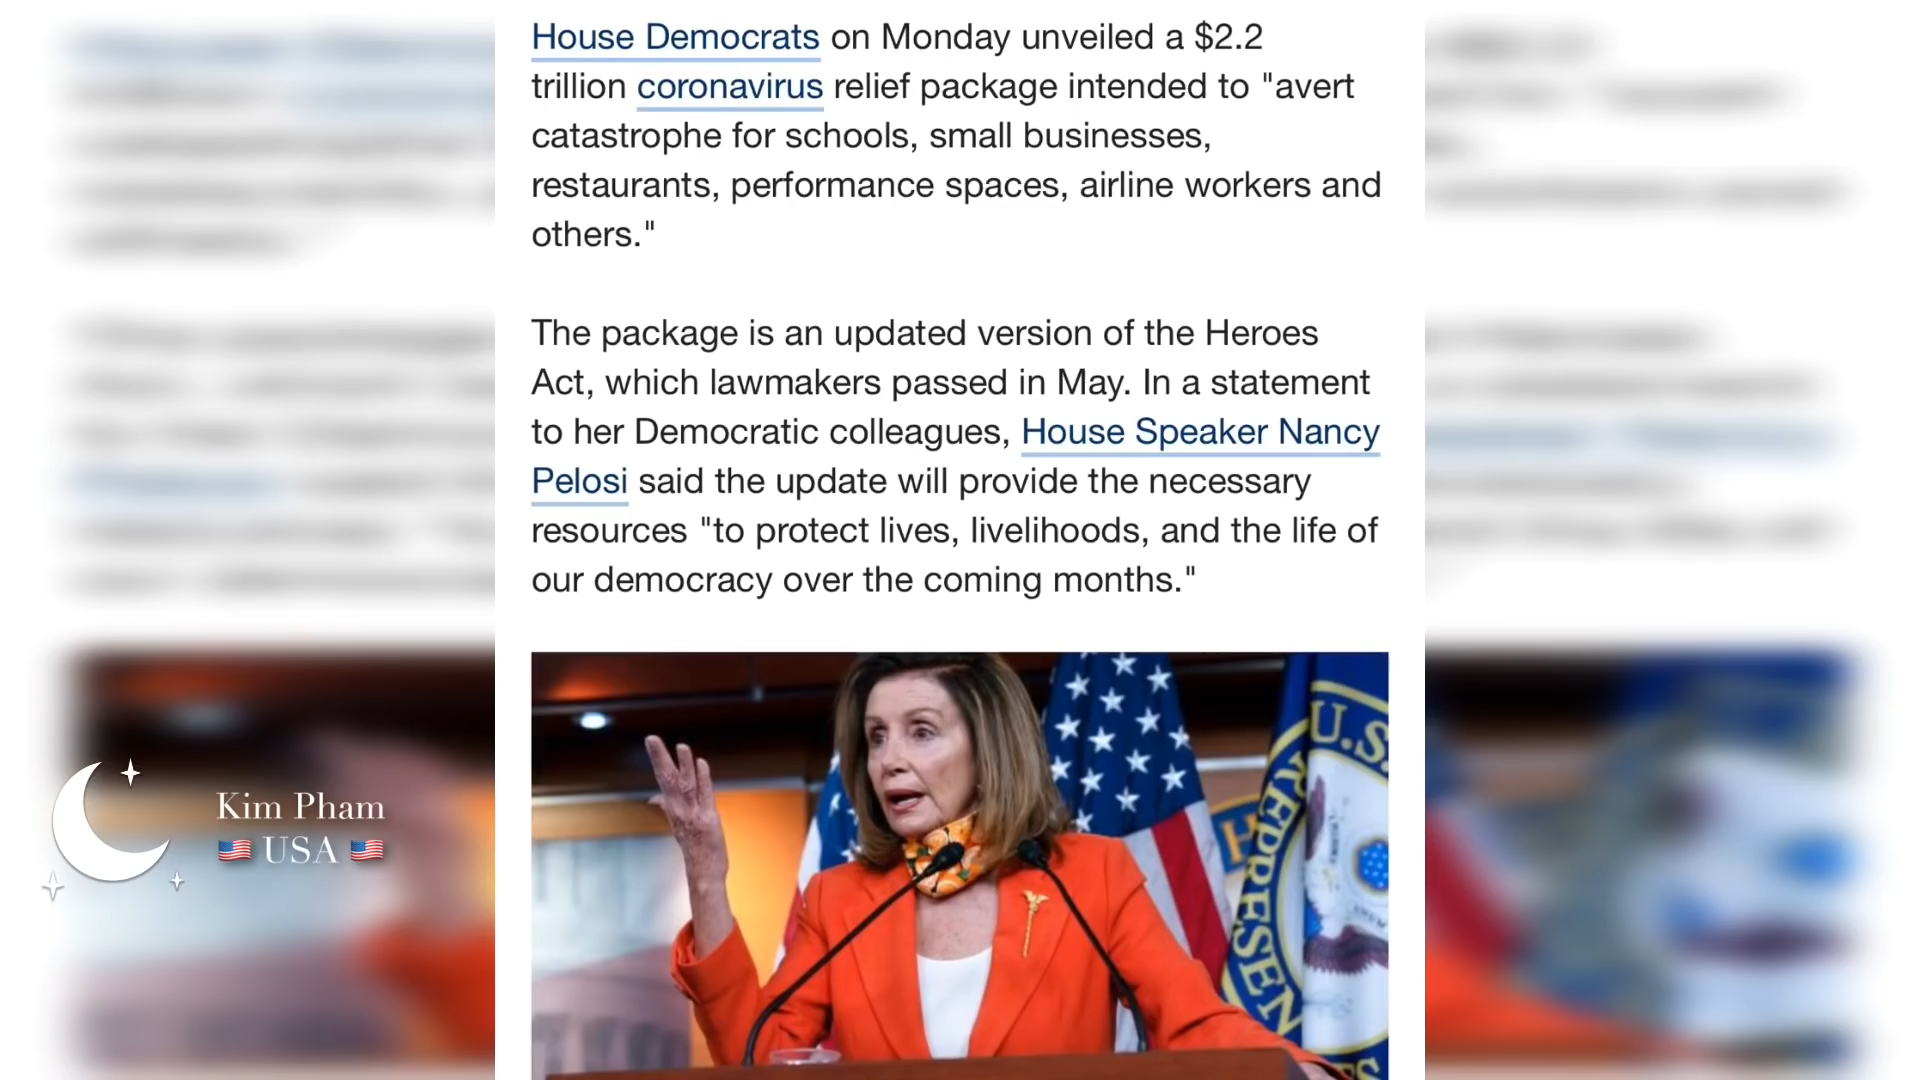 House Democrats on Monday unveiled a $2.2
trillion coronavirus relief package intended to "avert
catastrophe for schools, small businesses,
restaurants, performance spaces, airline workers and
others."
The package is an updated version of the Heroes
Act, which lawmakers passed in May. In a statement
to her Democratic colleagues, House Speaker Nancy
Pelosi said the update will provide the necessary
resources "to protect lives, livelihoods, and the life of
our democracy over the coming months."
Kim Pham
🇺🇸 USA 🇺🇸
U.S.
H
REPRESEN